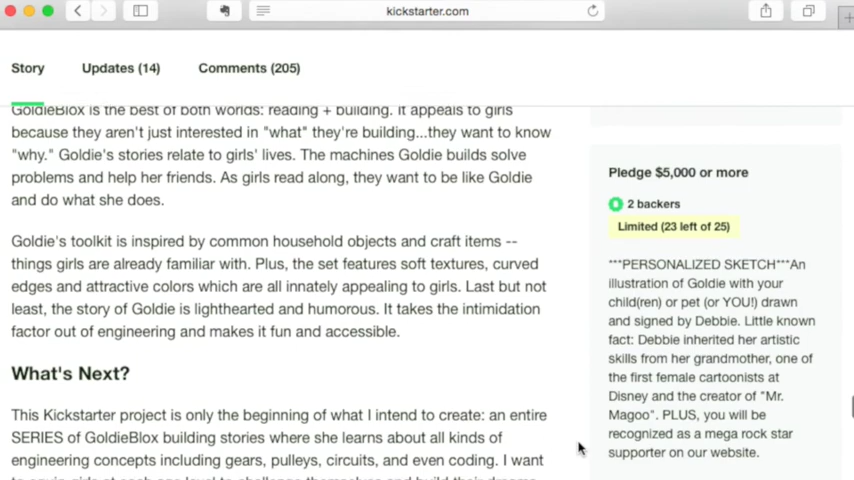 kickstarter.com
Story
Updates (14)
Comments (205)
GoldieBlox is the best of both worlds: reading + building. It appeals to girls
because they aren't just interested in "what" they're building...they want to know
"why." Goldie's stories relate to girls' lives. The machines Goldie builds solve
problems and help her friends. As girls read along, they want to be like Goldie
and do what she does.
Goldie's toolkit is inspired by common household objects and craft items --
things girls are already familiar with. Plus, the set features soft textures, curved
edges and attractive colors which are all innately appealing to girls. Last but not
least, the story of Goldie is lighthearted and humorous. It takes the intimidation
factor out of engineering and makes it fun and accessible.
What's Next?
This Kickstarter project is only the beginning of what I intend to create: an entire
SERIES of GoldieBlox building stories where she learns about all kinds of
engineering concepts including gears, pulleys, circuits, and even coding. I want
Pledge $5,000 or more
2 backers
Limited (23 left of 25)
***PERSONALIZED SKETCH***An
illustration of Goldie with your
child(ren) or pet (or YOU!) drawn
and signed by Debbie. Little known
fact: Debbie inherited her artistic
skills from her grandmother, one of
the first female cartoonists at
Disney and the creator of "Mr.
Magoo". PLUS, you will be
recognized as a mega rock star
supporter on our website.